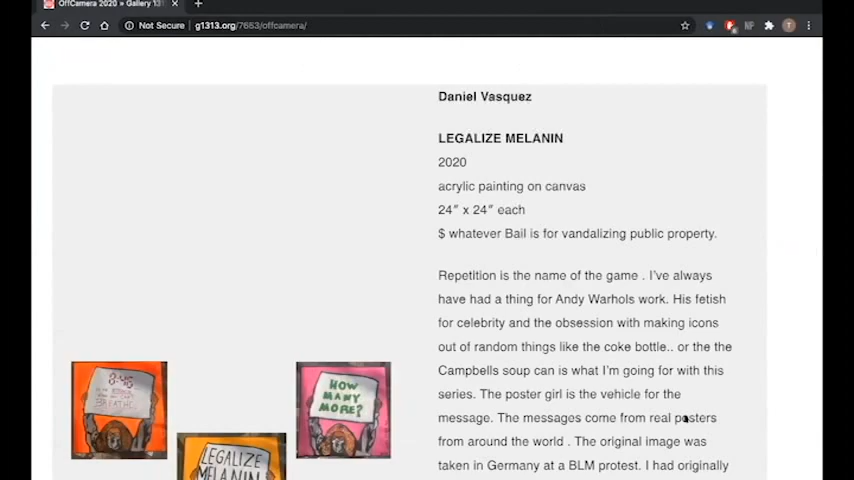 OffCamera 2020 » Gallery 131
Not Secure | g1313.org/7653/offcamera/
T
Daniel Vasquez
LEGALIZE MELANIN
2020
acrylic painting on canvas
24" x 24" each
$ whatever Bail is for vandalizing public property.
Repetition is the name of the game . I've always
have had a thing for Andy Warhols work. His fetish
for celebrity and the obsession with making icons
out of random things like the coke bottle.. or the the
Campbells soup can is what I'm going for with this
series. The poster girl is the vehicle for the
message. The messages come from real posters
from around the world . The original image was
taken in Germany at a BLM protest. I had originally
8:46
BREATHE
HOW
MANY
MORE?
LEGALIZE
MELANIN